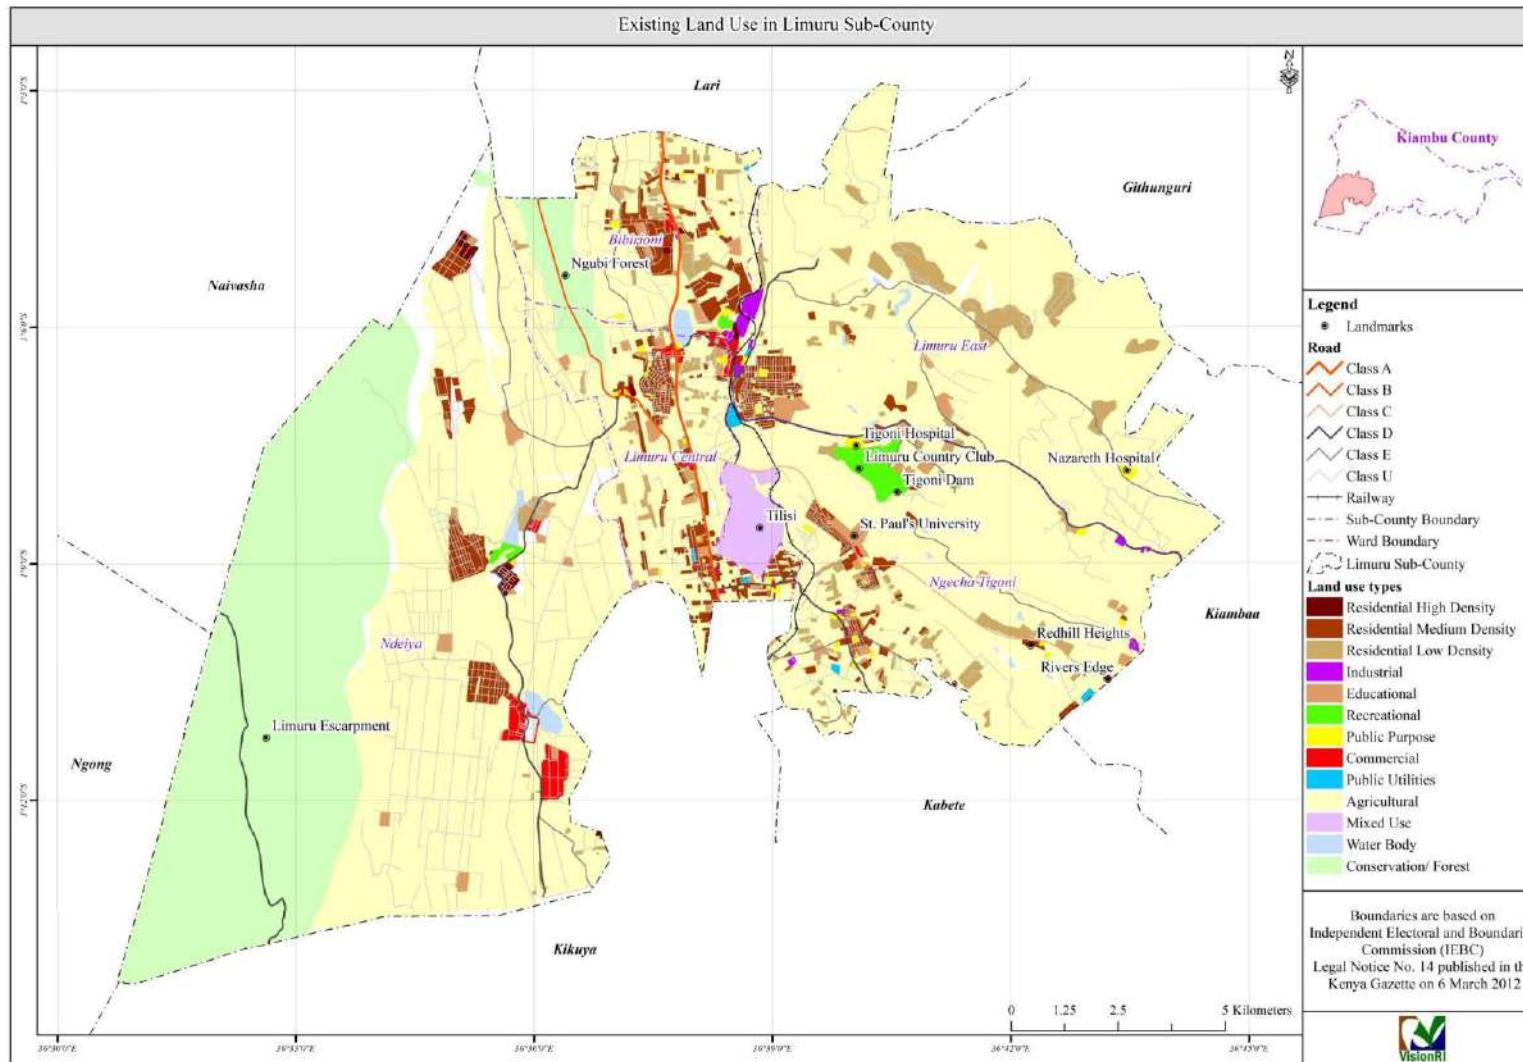 Existing Land Use in Limuru Sub-County
N
Lari
Kiambu County
Githunguri
Bibirioni
Ngubi Forest
Naivasha
Limuru East
Tigoni Hospital
Limuru Country Club
Limuru Central
Nazareth Hospital
Tigoni Dam
Tilisi
St. Paul's University
Ngecha Tigoni
Kiambaa
Redhill Heights
Ndeiya
Rivers Edge
Limuru Escarpment
Ngong
Kabete
Kikuya
Legend
Landmarks
Road
Class A
Class B
Class C
Class D
Class E
Class U
Railway
Sub-County Boundary
Ward Boundary
Limuru Sub-County
Land use types
Residential High Density
Residential Medium Density
Residential Low Density
Industrial
Educational
Recreational
Public Purpose
Commercial
Public Utilities
Agricultural
Mixed Use
Water Body
Conservation/ Forest
Boundaries are based on
Independent Electoral and Boundari
Commission (IEBC)
Legal Notice No. 14 published in th
Kenya Gazette on 6 March 2012
0 1.25 2.5 5 Kilometers
VisionRI